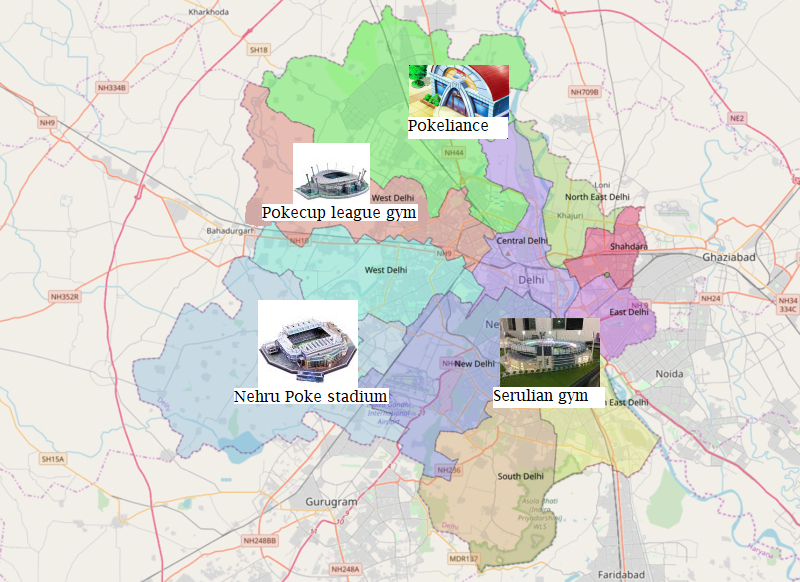 Kharkhoda
SH18
NH334B
NH709B
NE2
NH9
Pokeliance
NH44
Loni
North East Delhi
West Delhi
Khajuri
Pokecup league gym
Bahadurgarh
NH10
NH9
Central Delhi
Shahdara
Ghaziabad
West Delhi
Delhi
NH352R
NH24
NH34
334C
NH9
East Delhi
Ne
New Delhi
Noida
Nehru Poke stadium
Serulian gym
East Delhi
International
Airport
SH15A
NH236
South Delhi
Asola Bhatti
(Indira
Priyadarshini)
WLS
Gurugram
Delhi
NH248BB
NH248A
MDR137
Haryana
Faridabad